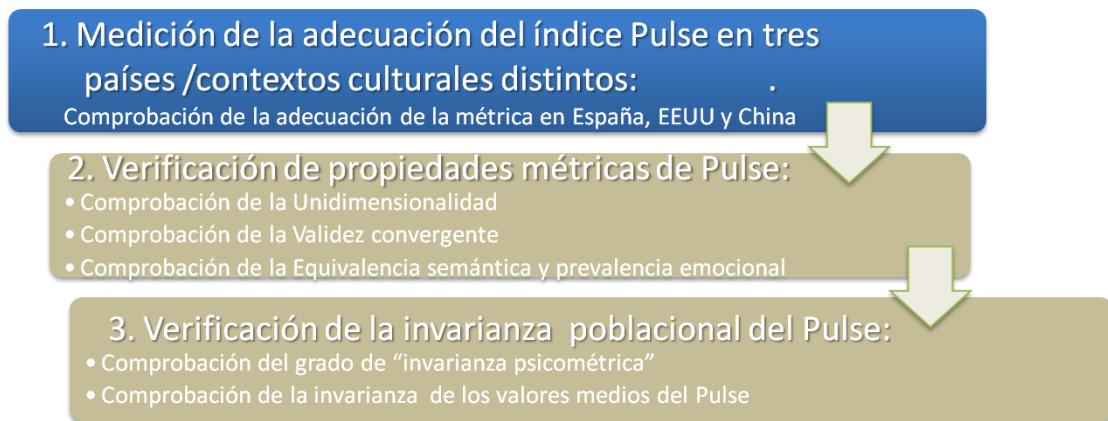 1. Medición de la adecuación del índice Pulse en tres
países /contextos culturales distintos: .
Comprobación de la adecuación de la métrica en España, EEUU y China
2. Verificación de propiedades métricas de Pulse:
• Comprobación de la Unidimensionalidad
• Comprobación de la Validez convergente
• Comprobación de la Equivalencia semántica y prevalencia emocional
3. Verificación de la invarianza poblacional del Pulse:
• Comprobación del grado de “invarianza psicométrica”
• Comprobación de la invarianza de los valores medios del Pulse